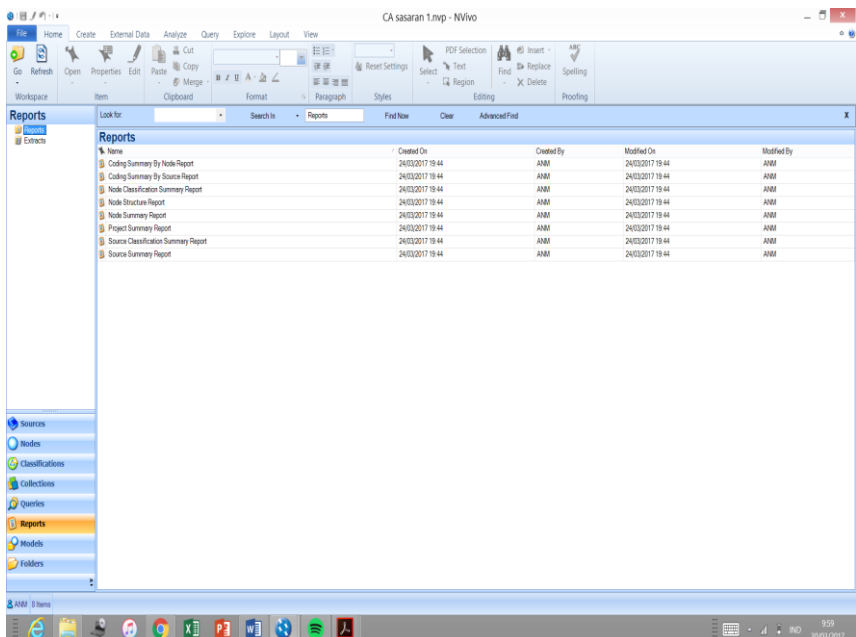 CA sasaran 1.nvp - NVivo
File Home Create External Data Analyze Query Explore Layout View
Go Refresh Open Properties Edit Paste Cut Copy Merge
B I U A
Reset Settings
Select PDF Selection Text Region Find Insert Replace Delete
ABC Spelling
Workspace Item Clipboard Format Paragraph Styles Editing Proofing
Reports
Reports
Extracts
Look for: Search In Reports Find Now Clear Advanced Find X
Reports
Name Created On Created By Modified On Modified By
Coding Summary By Node Report 24/03/2017 19:44 ANM 24/03/2017 19:44 ANM
Coding Summary By Source Report 24/03/2017 19:44 ANM 24/03/2017 19:44 ANM
Node Classification Summary Report 24/03/2017 19:44 ANM 24/03/2017 19:44 ANM
Node Structure Report 24/03/2017 19:44 ANM 24/03/2017 19:44 ANM
Node Summary Report 24/03/2017 19:44 ANM 24/03/2017 19:44 ANM
Project Summary Report 24/03/2017 19:44 ANM 24/03/2017 19:44 ANM
Source Classification Summary Report 24/03/2017 19:44 ANM 24/03/2017 19:44 ANM
Source Summary Report 24/03/2017 19:44 ANM 24/03/2017 19:44 ANM
Sources
Nodes
Classifications
Collections
Queries
Reports
Models
Folders
ANM 8 Items
IND 9:59